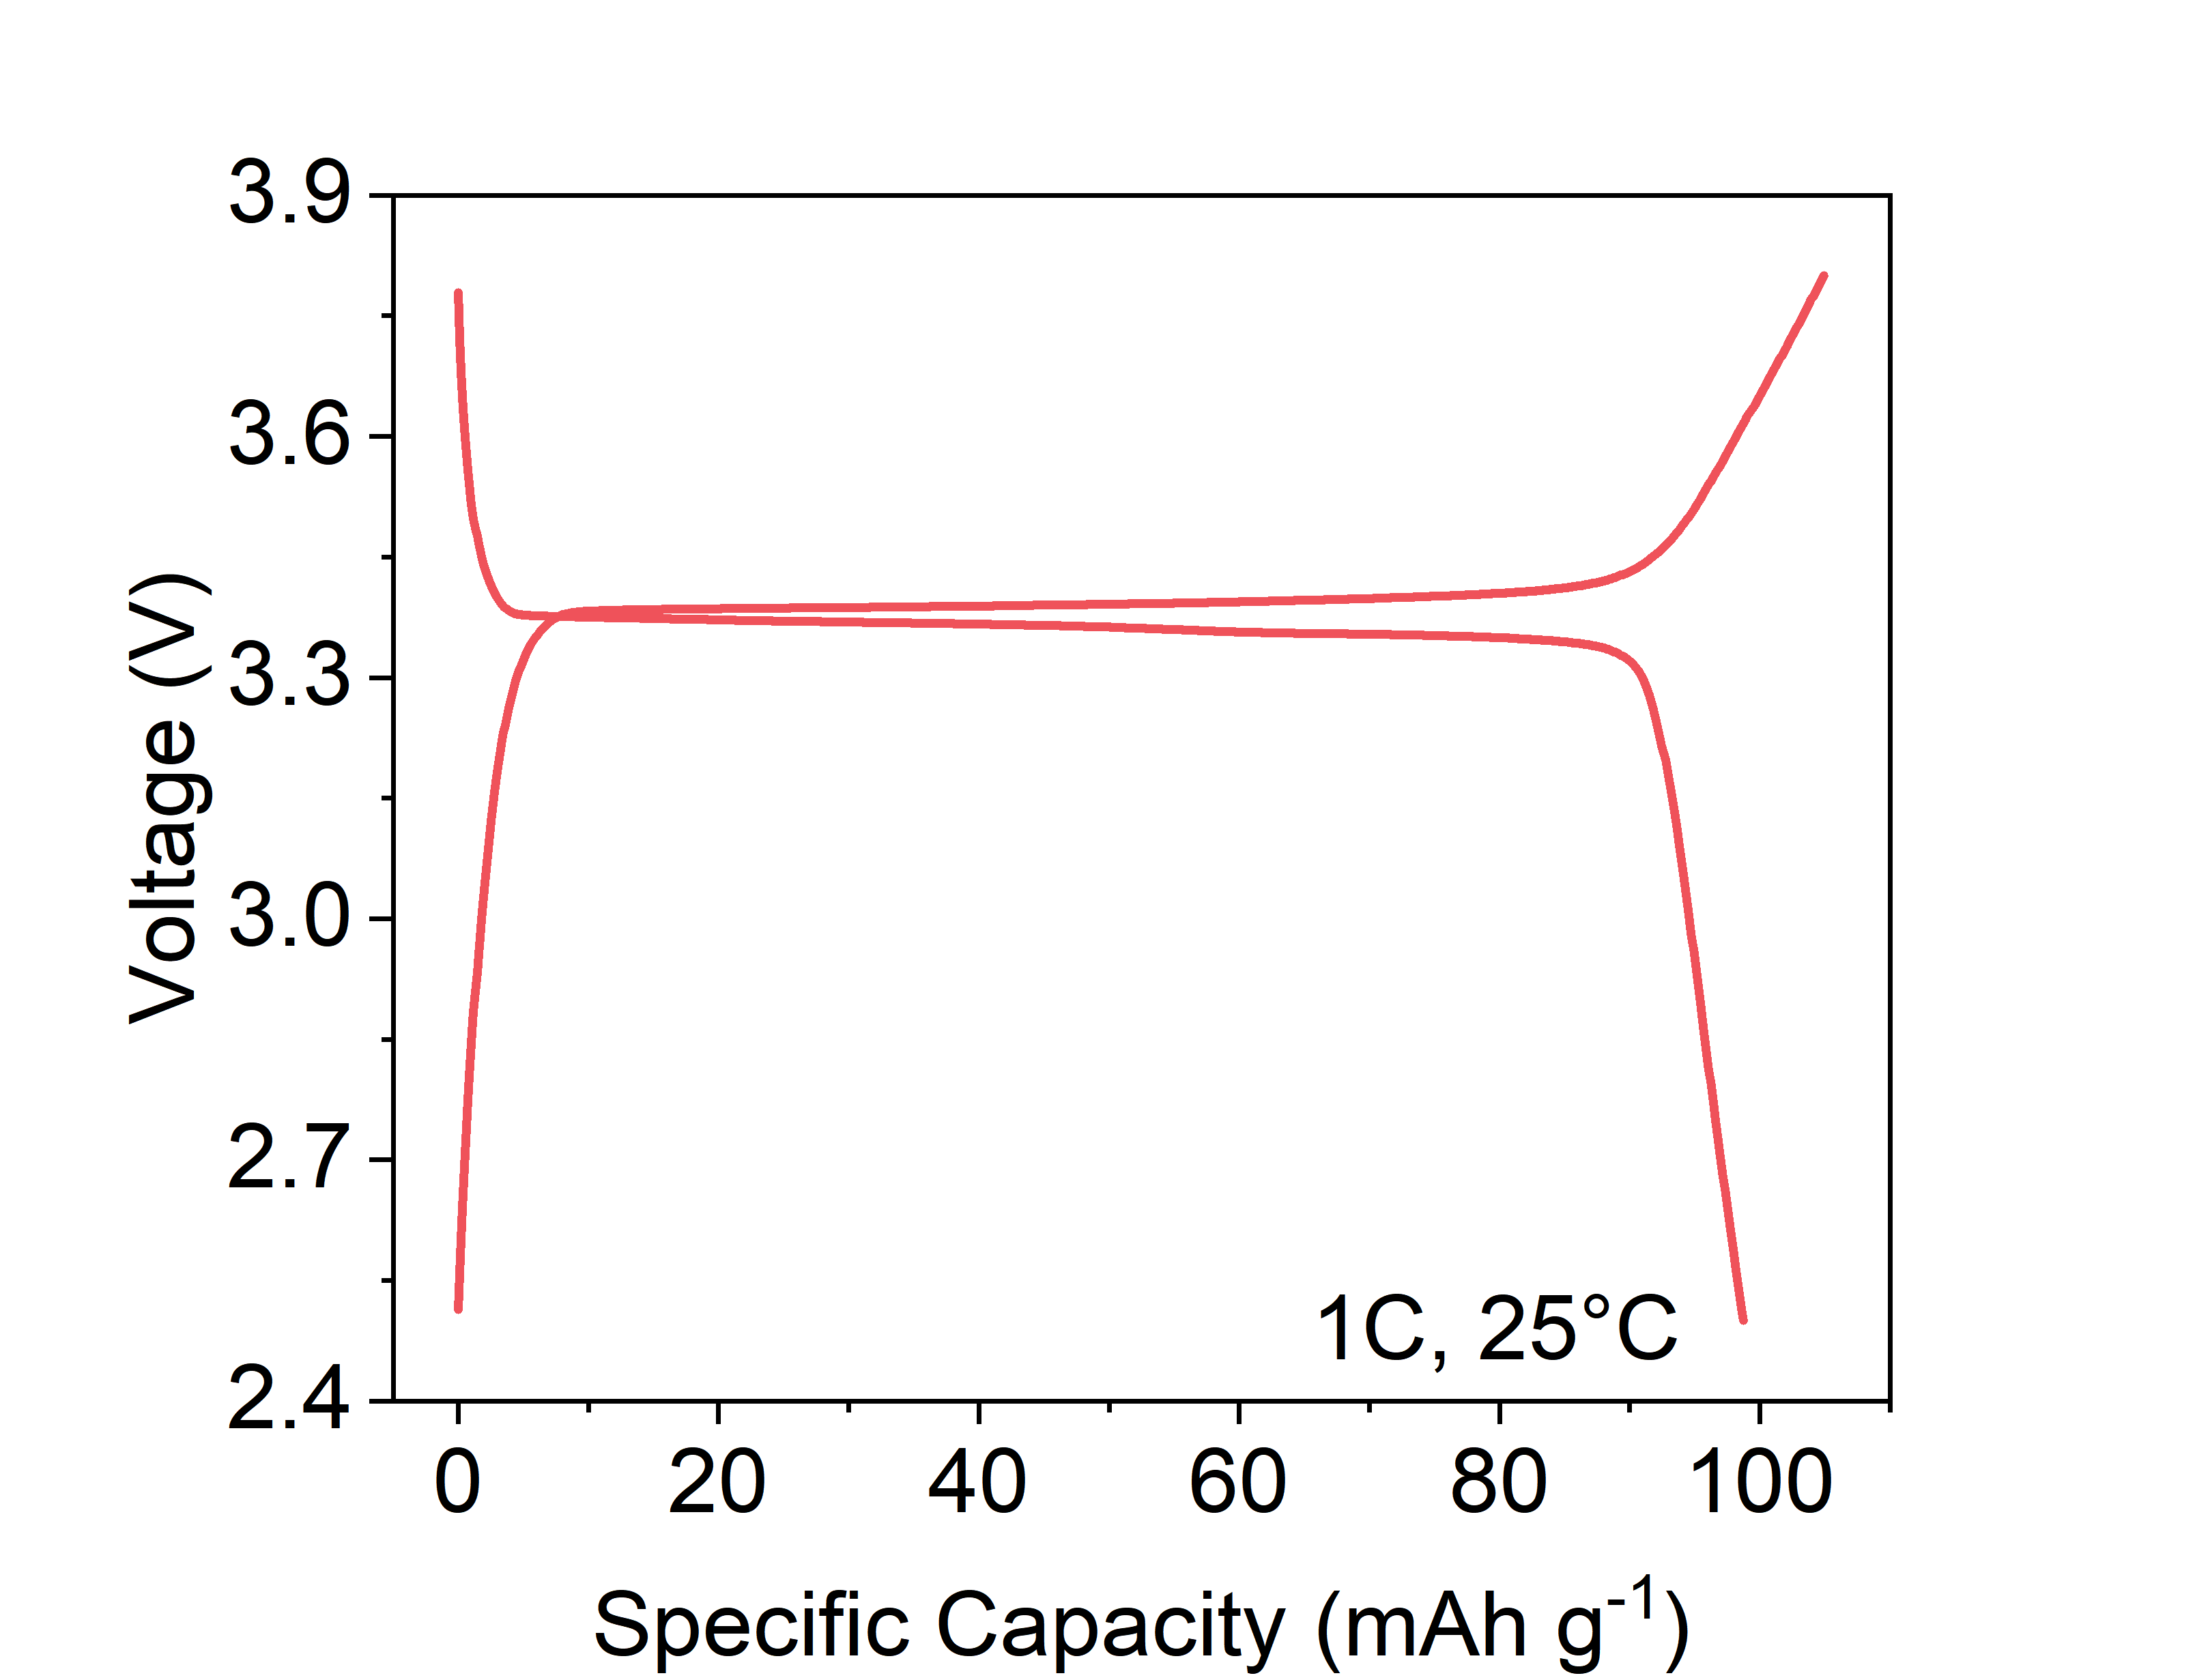 3.9
3.6
3.3
3.0
2.7
2.4
Voltage (V)
1C, 25°C
0 20 40 60 80 100
Specific Capacity (mAh g⁻¹)